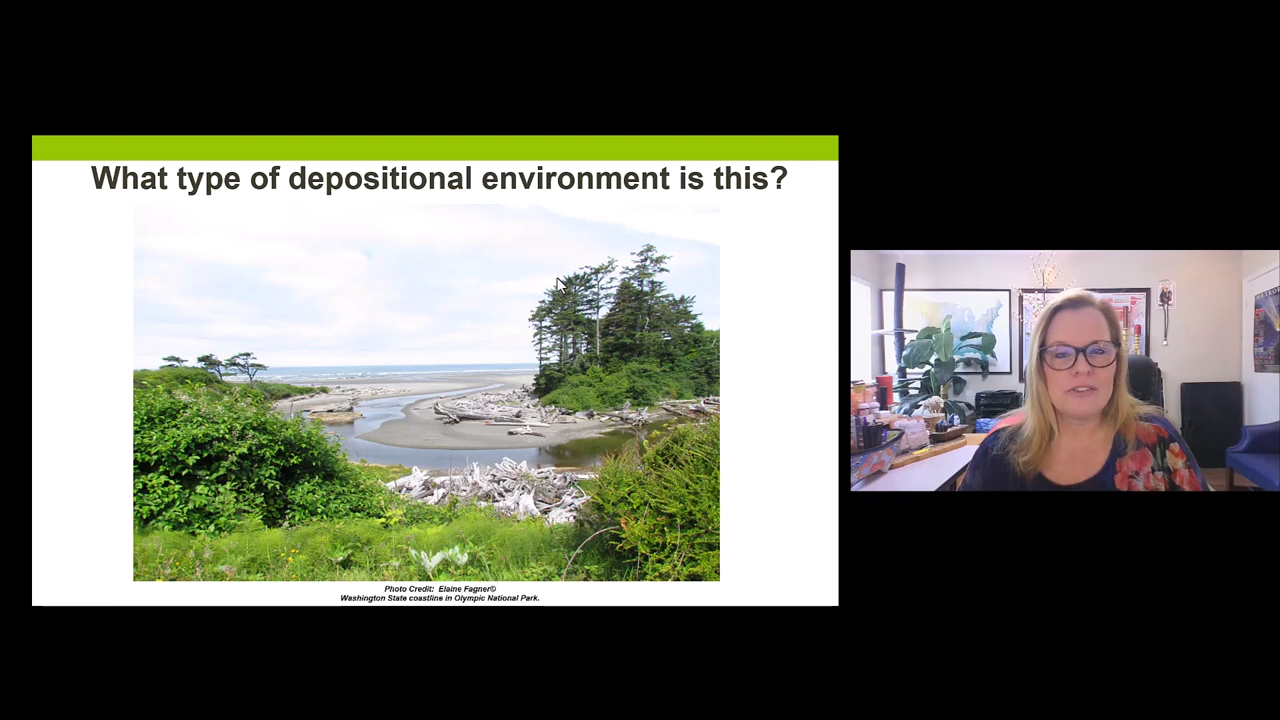 What type of depositional environment is this?
Photo Credit:  Elaine Fagner©
Washington State coastline in Olympic National Park.